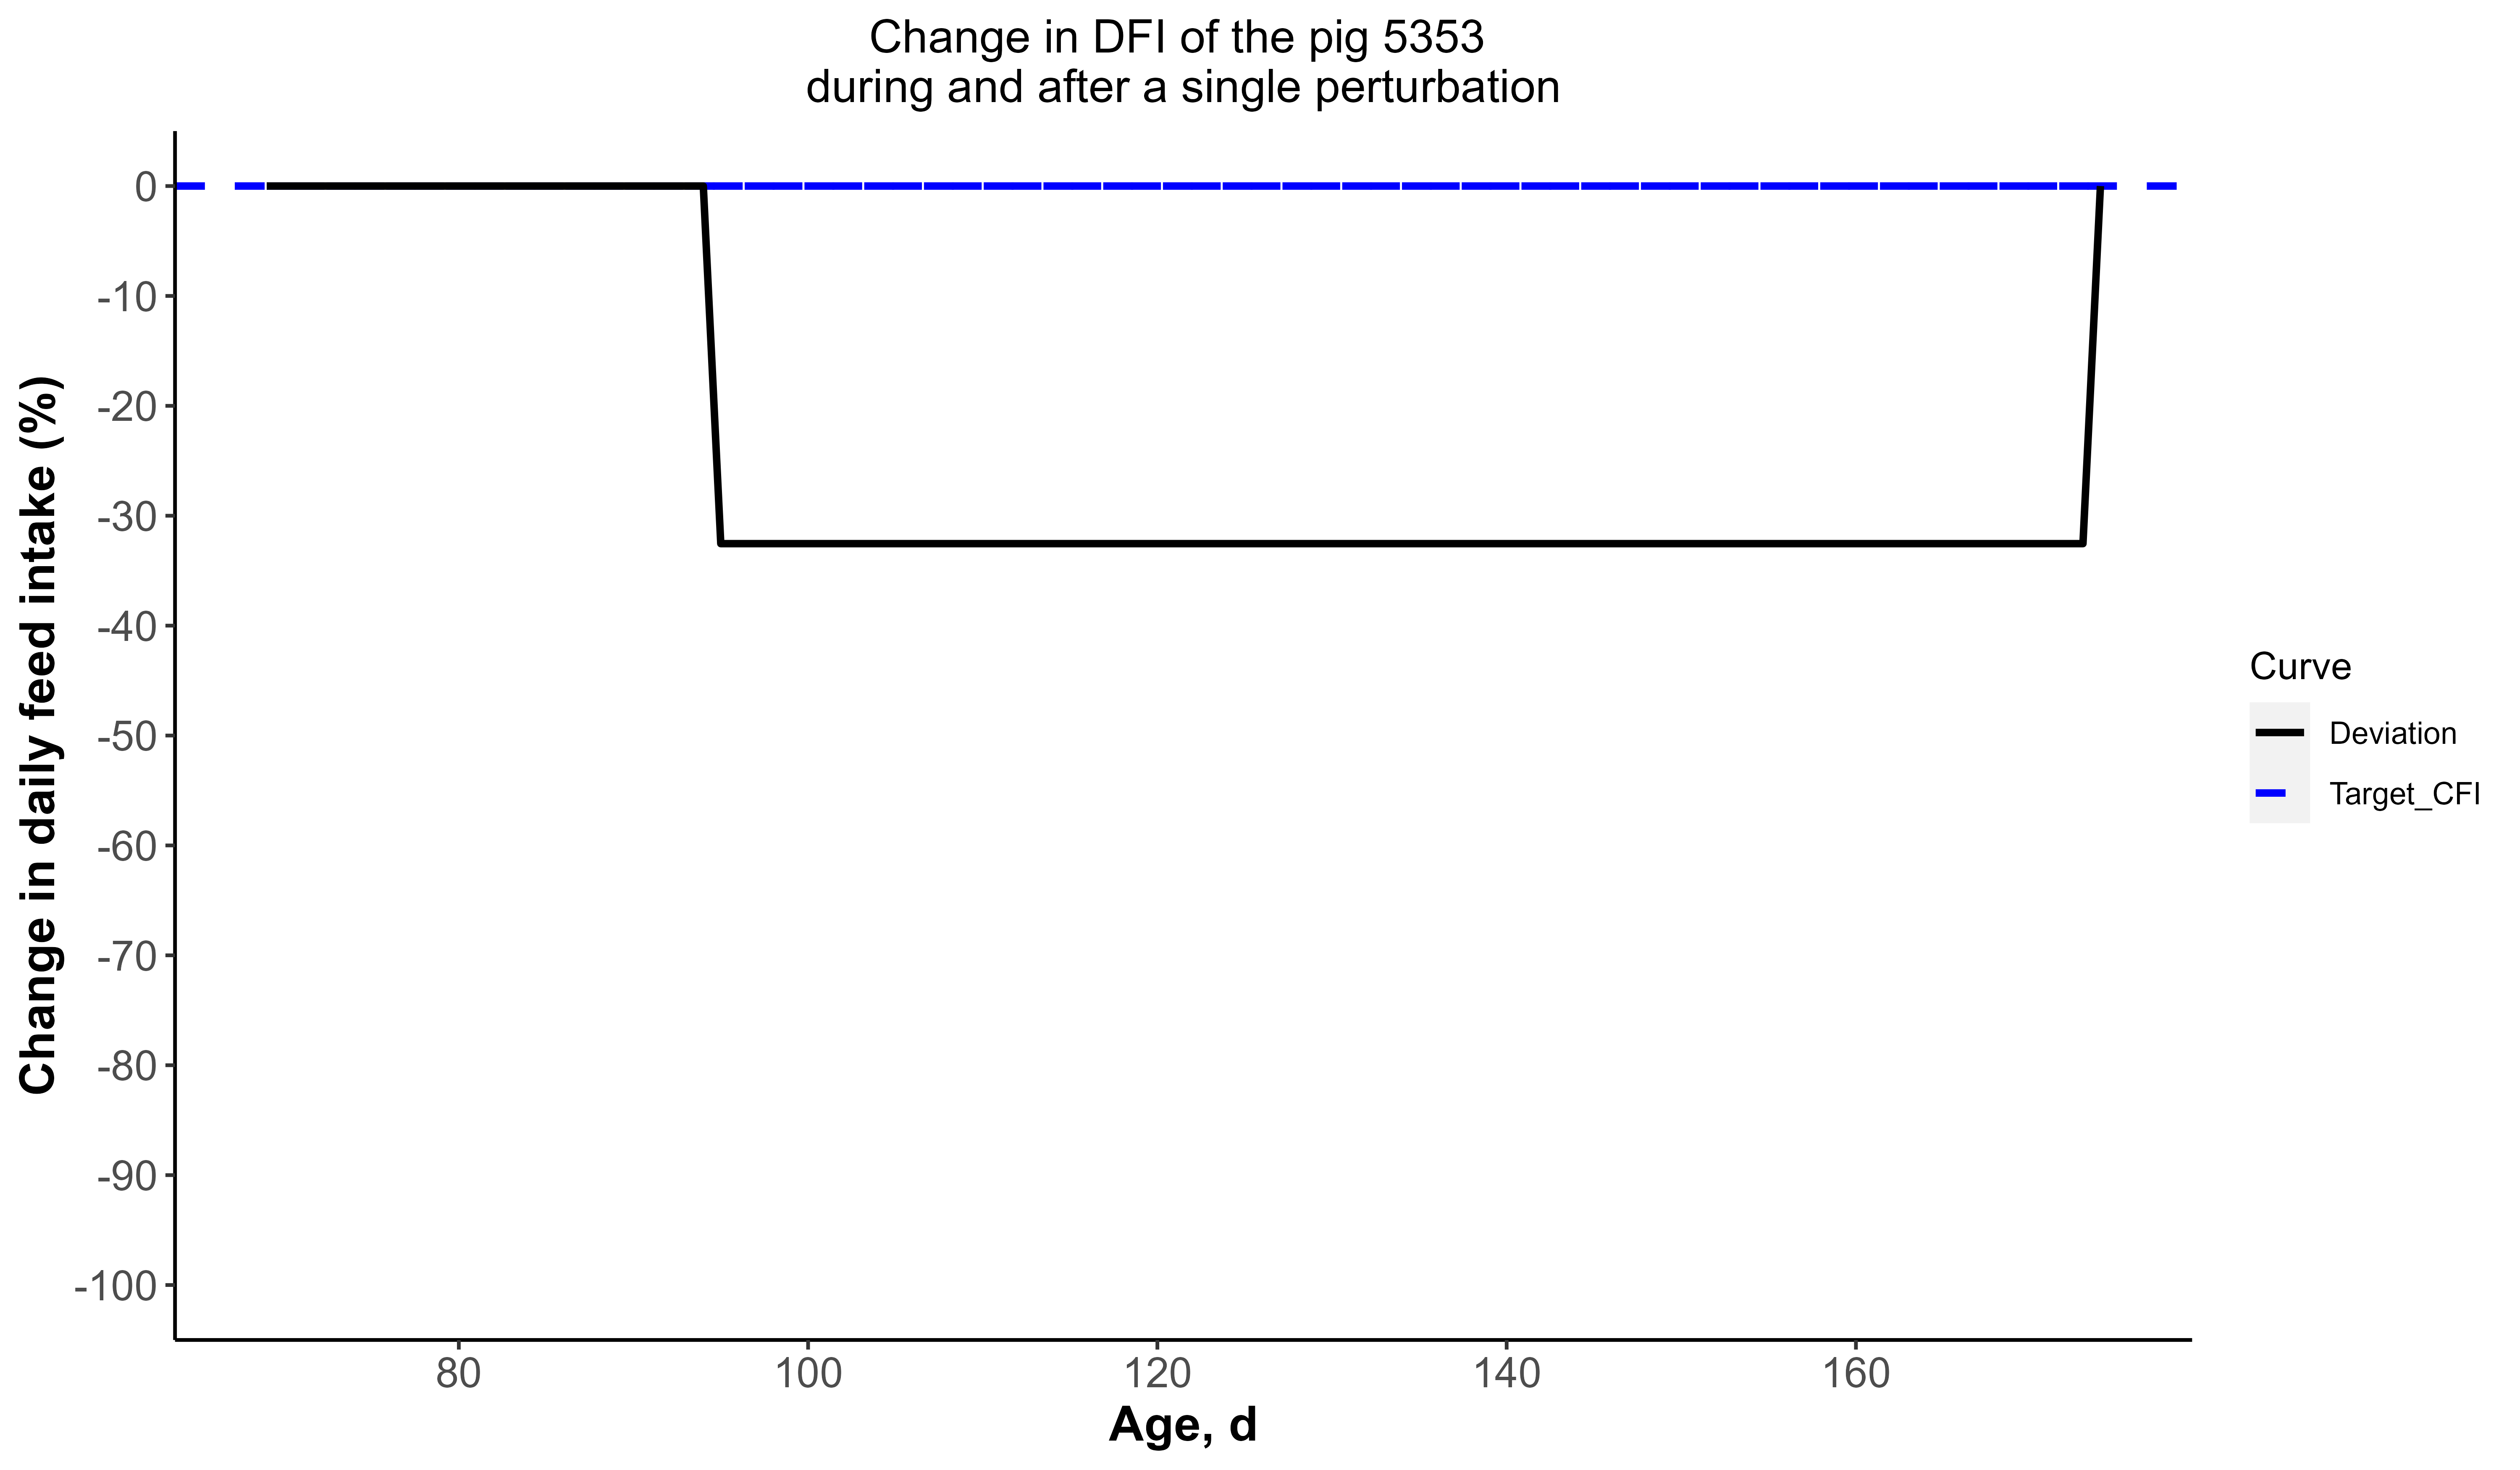 Change in DFI of the pig 5353
during and after a single perturbation
Change in daily feed intake (%)
0
-10
-20
-30
-40
-50
-60
-70
-80
-90
-100
80
100
120
140
160
Age, d
Curve
Deviation
Target_CFI